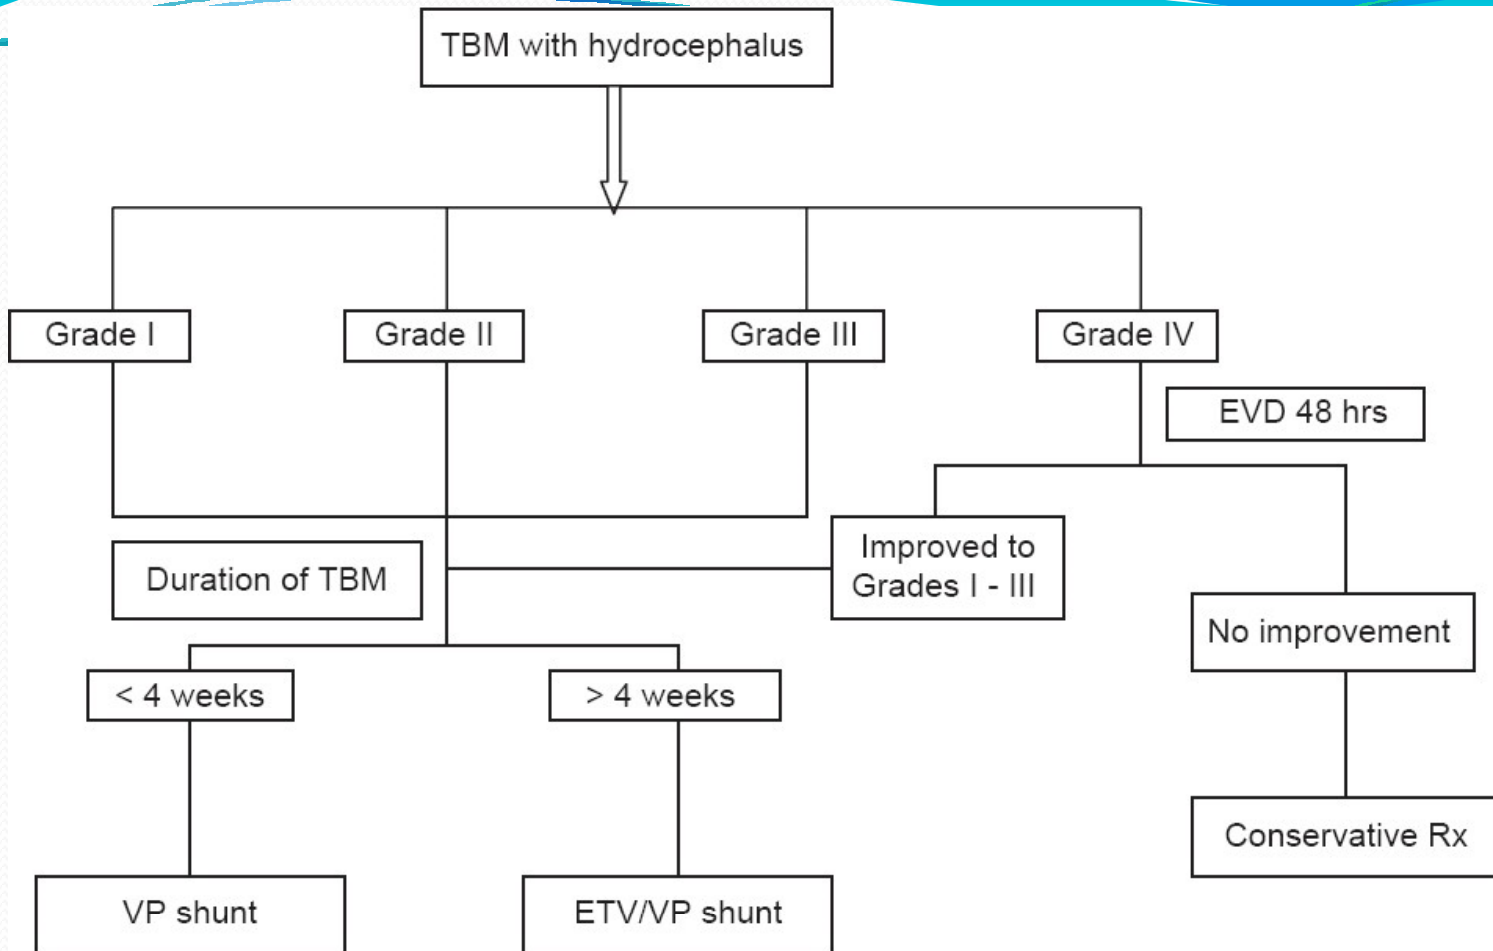 TBM with hydrocephalus
Grade I
Grade II
Grade III
Grade IV
EVD 48 hrs
Improved to
Grades I - III
Duration of TBM
No improvement
< 4 weeks
> 4 weeks
Conservative Rx
VP shunt
ETV/VP shunt